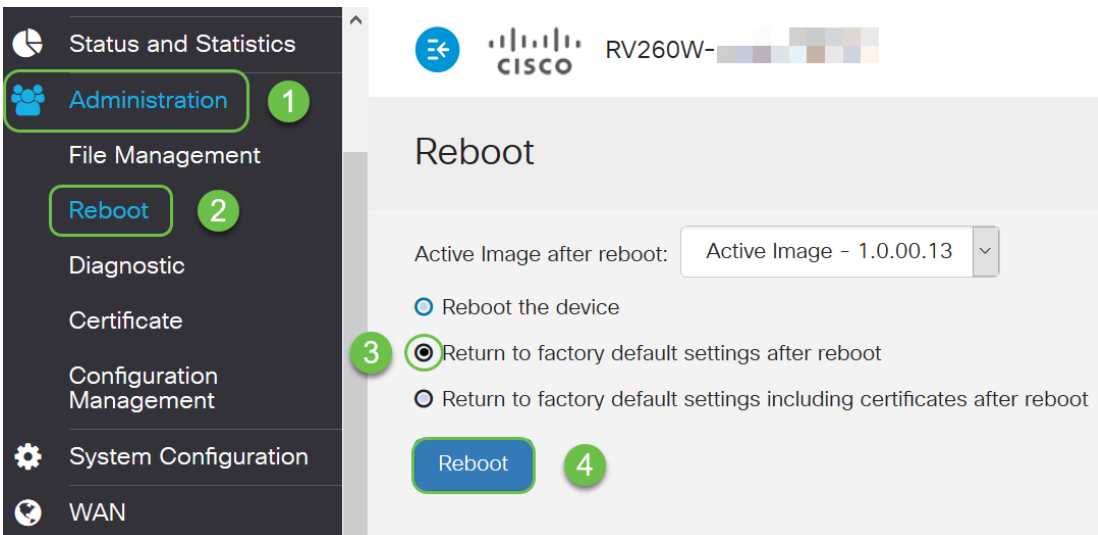 Status and Statistics
Administration
1
File Management
Reboot
2
Diagnostic
Certificate
Configuration
Management
System Configuration
WAN
CISCO
RV260W-
Reboot
Active Image after reboot:
Active Image - 1.0.00.13
Reboot the device
3
Return to factory default settings after reboot
Return to factory default settings including certificates after reboot
Reboot
4